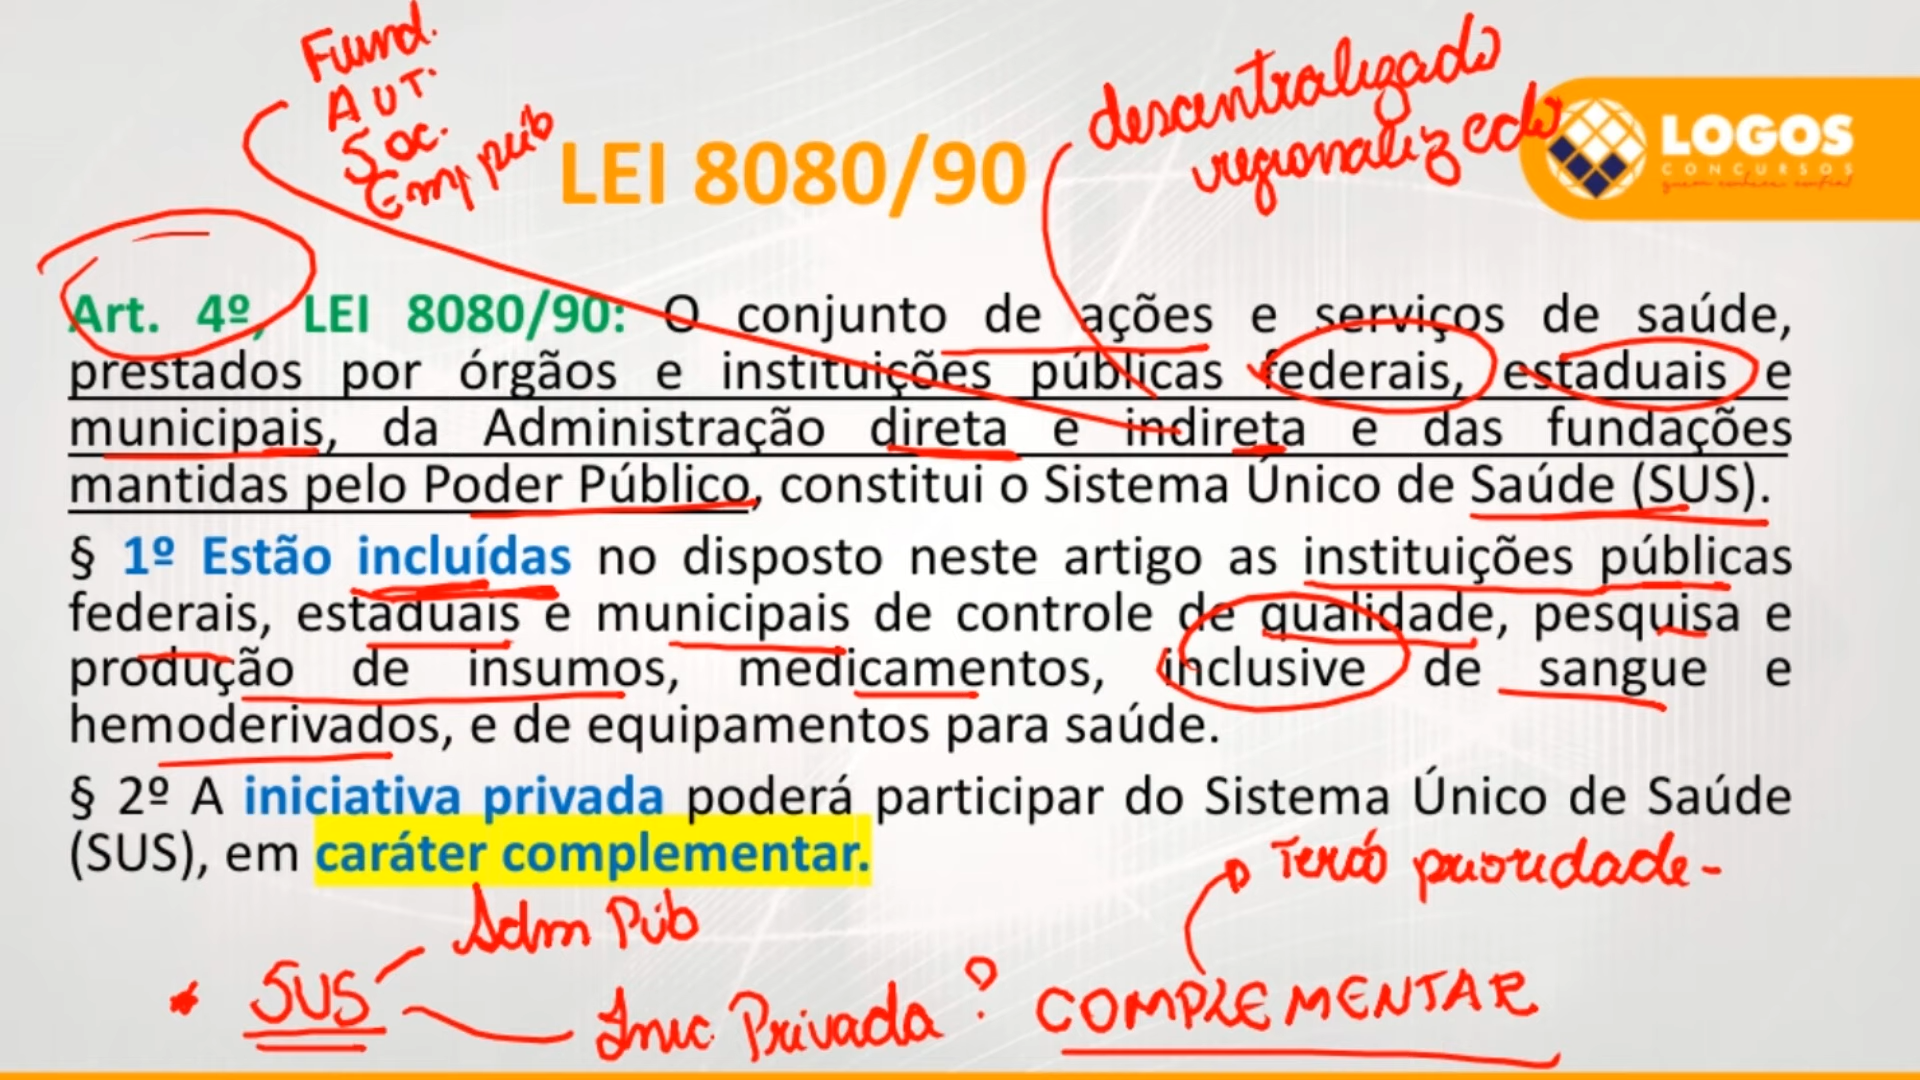 Fund.
AUT.
Soc.
Emp púb
descentralizado
regionalizado
LEI 8080/90
LOGOS
CONCURSOS
Art. 4º, LEI 8080/90: O conjunto de ações e serviços de saúde,
prestados por órgãos e instituições públicas federais, estaduais e
municipais, da Administração direta e indireta e das fundações
mantidas pelo Poder Público, constitui o Sistema Único de Saúde (SUS).
§ 1º Estão incluídas no disposto neste artigo as instituições públicas
federais, estaduais e municipais de controle de qualidade, pesquisa e
produção de insumos, medicamentos, inclusive de sangue e
hemoderivados, e de equipamentos para saúde.
§ 2º A iniciativa privada poderá participar do Sistema Único de Saúde
(SUS), em caráter complementar.
Terá prioridade -
Adm Púb
SUS
Inic Privada : COMPLEMENTAR